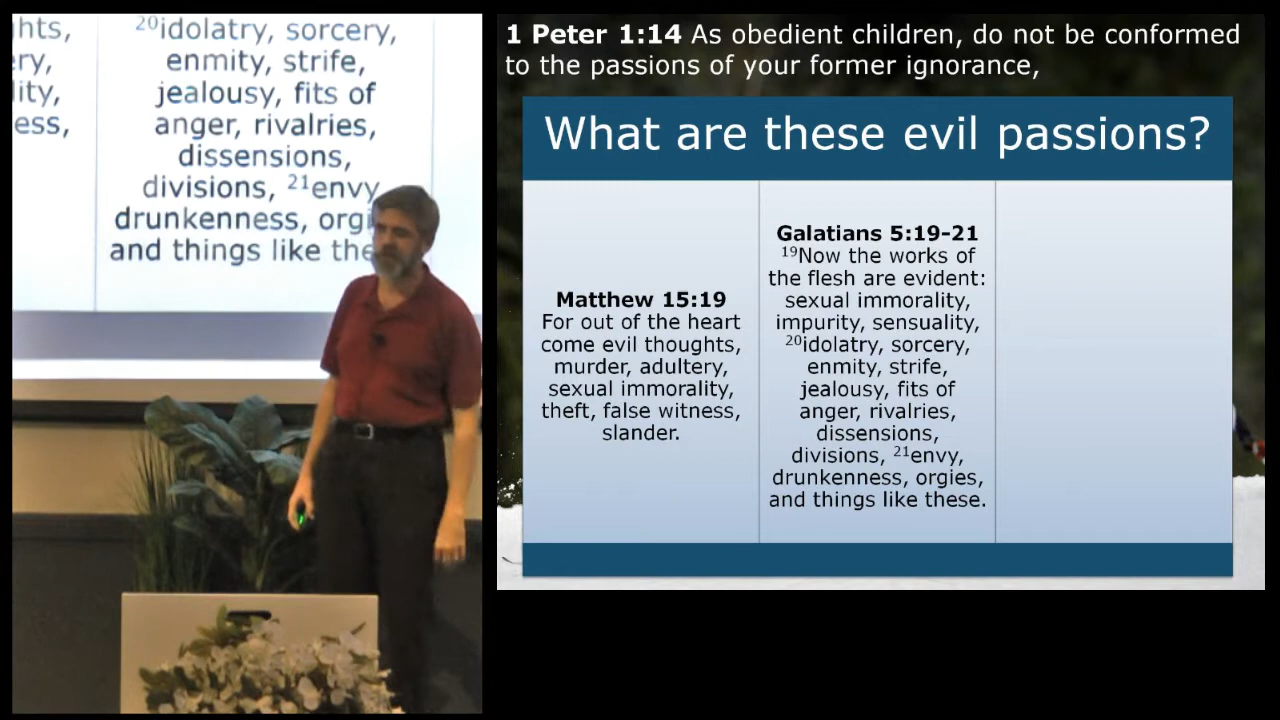 hts,
ry,
lity,
ess,
20idolatry, sorcery,
enmity, strife,
jealousy, fits of
anger, rivalries,
dissensions,
divisions, 21envy
drunkenness, orgi
and things like the
1 Peter 1:14 As obedient children, do not be conformed
to the passions of your former ignorance,
What are these evil passions?
Matthew 15:19
For out of the heart
come evil thoughts,
murder, adultery,
sexual immorality,
theft, false witness,
slander.
Galatians 5:19-21
19Now the works of
the flesh are evident:
sexual immorality,
impurity, sensuality,
20idolatry, sorcery,
enmity, strife,
jealousy, fits of
anger, rivalries,
dissensions,
divisions, 21envy,
drunkenness, orgies,
and things like these.